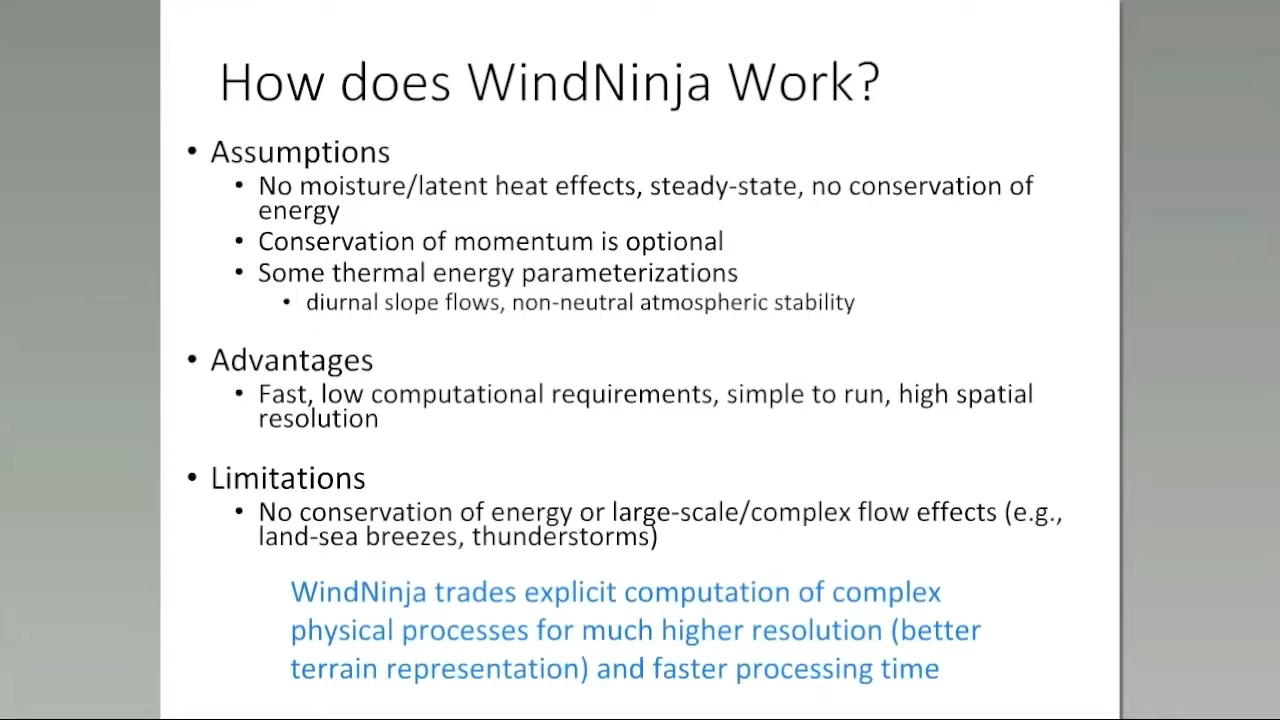 How does WindNinja Work?
• Assumptions
• No moisture/latent heat effects, steady-state, no conservation of
energy
• Conservation of momentum is optional
• Some thermal energy parameterizations
• diurnal slope flows, non-neutral atmospheric stability
• Advantages
• Fast, low computational requirements, simple to run, high spatial
resolution
• Limitations
• No conservation of energy or large-scale/complex flow effects (e.g.,
land-sea breezes, thunderstorms)
WindNinja trades explicit computation of complex
physical processes for much higher resolution (better
terrain representation) and faster processing time